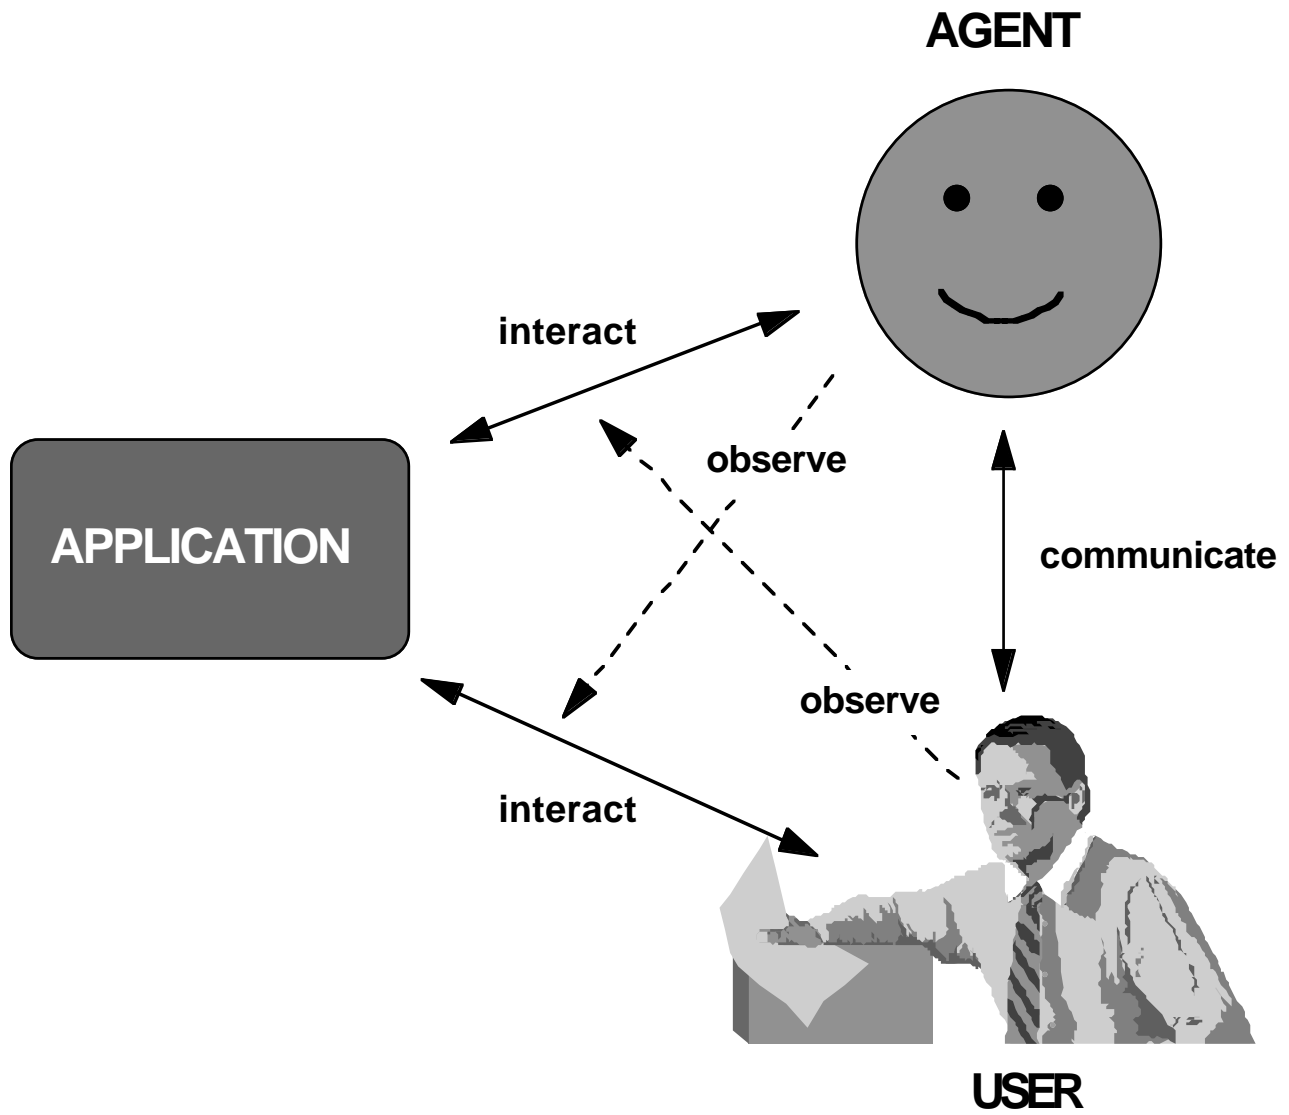 AGENT
interact
observe
APPLICATION
communicate
observe
interact
USER